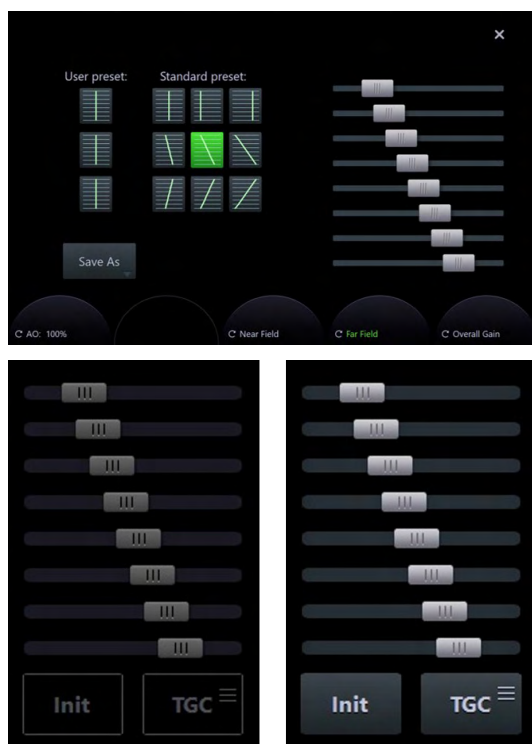 ×
User preset:
Standard preset:
Save As
AO: 100%
Near Field
Far Field
Overall Gain
Init
TGC
Init
TGC